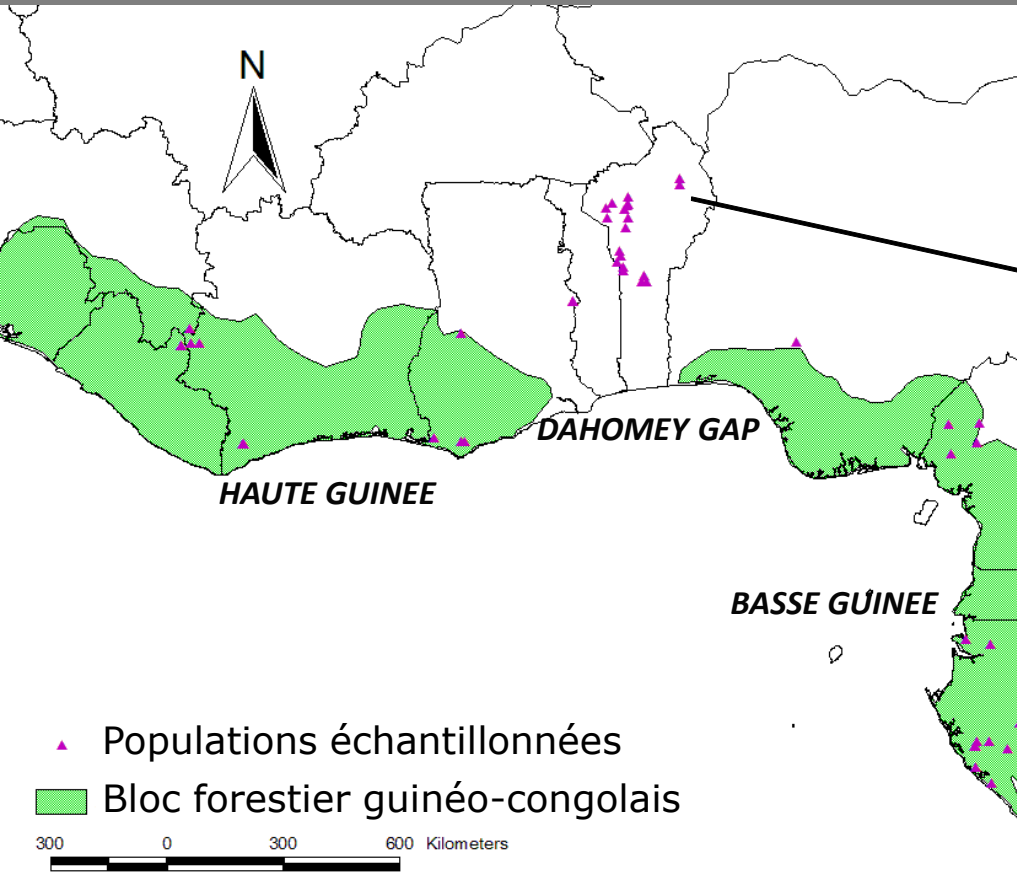 N
DAHOMEY GAP
HAUTE GUINEE
BASSE GUINEE
Populations échantillonnées
Bloc forestier guinéo-congolais
300 0 300 600 Kilometers